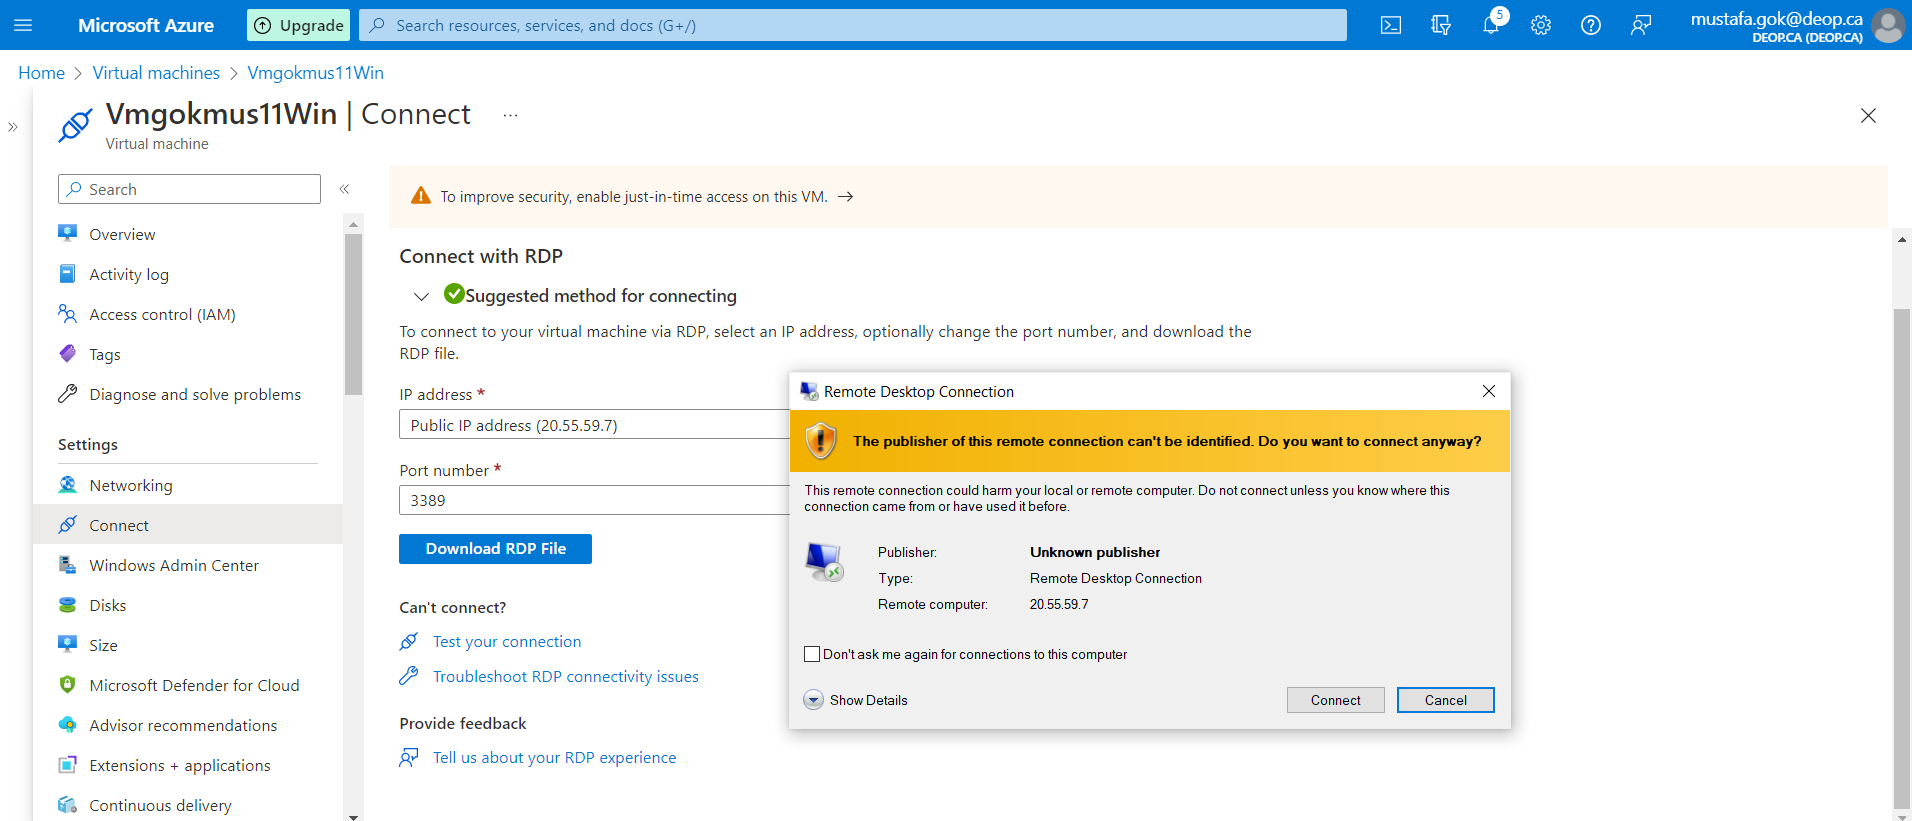 Microsoft Azure
Upgrade
Search resources, services, and docs (G+/)
5
mustafa.gok@deop.ca
DEOP.CA (DEOP.CA)
Home > Virtual machines > Vmgokmus11Win
Vmgokmus11Win | Connect ...
Virtual machine
Search
Overview
Activity log
Access control (IAM)
Tags
Diagnose and solve problems
Settings
Networking
Connect
Windows Admin Center
Disks
Size
Microsoft Defender for Cloud
Advisor recommendations
Extensions + applications
Continuous delivery
To improve security, enable just-in-time access on this VM. →
Connect with RDP
Suggested method for connecting
To connect to your virtual machine via RDP, select an IP address, optionally change the port number, and download the
RDP file.
IP address *
Public IP address (20.55.59.7)
Port number *
3389
Download RDP File
Can't connect?
Test your connection
Troubleshoot RDP connectivity issues
Provide feedback
Tell us about your RDP experience
Remote Desktop Connection
The publisher of this remote connection can't be identified. Do you want to connect anyway?
This remote connection could harm your local or remote computer. Do not connect unless you know where this
connection came from or have used it before.
Publisher: Unknown publisher
Type: Remote Desktop Connection
Remote computer: 20.55.59.7
Don't ask me again for connections to this computer
Show Details
Connect
Cancel